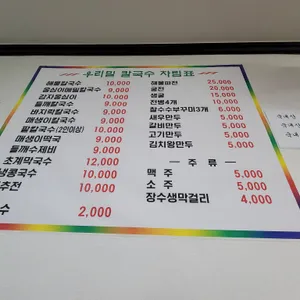 우리밀 칼국수 차림표
해물칼국수 10,000
옹심이메밀칼국수 9,000
감자옹심이 10,000
들깨칼국수 9,000
바지락칼국수 9,000
매생이칼국수 9,000
팥칼국수(2인이상) 10,000
매생이떡국 9,000
들깨수제비 9,000
초계막국수 12,000
냉콩국수 10,000
추전 10,000
수 2,000
해물파전 25,000
굴전 20,000
생굴 15,000
전병4개 10,000
찰수수부꾸미3개 6,000
새우만두 5,000
갈비만두 5,000
고기만두 5,000
김치왕만두 5,000
— 주 류 —
맥 주 5,000
소 주 5,000
장수생막걸리 4,000